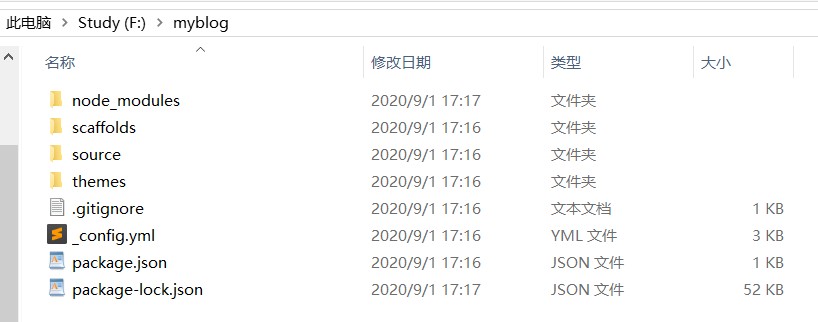 此电脑 > Study (F:) > myblog
名称 修改日期 类型 大小
node_modules 2020/9/1 17:17 文件夹
scaffolds 2020/9/1 17:16 文件夹
source 2020/9/1 17:16 文件夹
themes 2020/9/1 17:16 文件夹
.gitignore 2020/9/1 17:16 文本文档 1 KB
_config.yml 2020/9/1 17:16 YML 文件 3 KB
package.json 2020/9/1 17:16 JSON 文件 1 KB
package-lock.json 2020/9/1 17:17 JSON 文件 52 KB